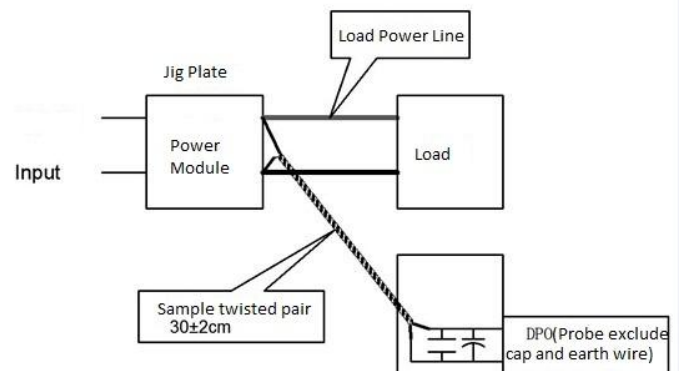 Load Power Line
Jig Plate
Power
Module
Load
Input
Sample twisted pair
30±2cm
DPO(Probe exclude
cap and earth wire)